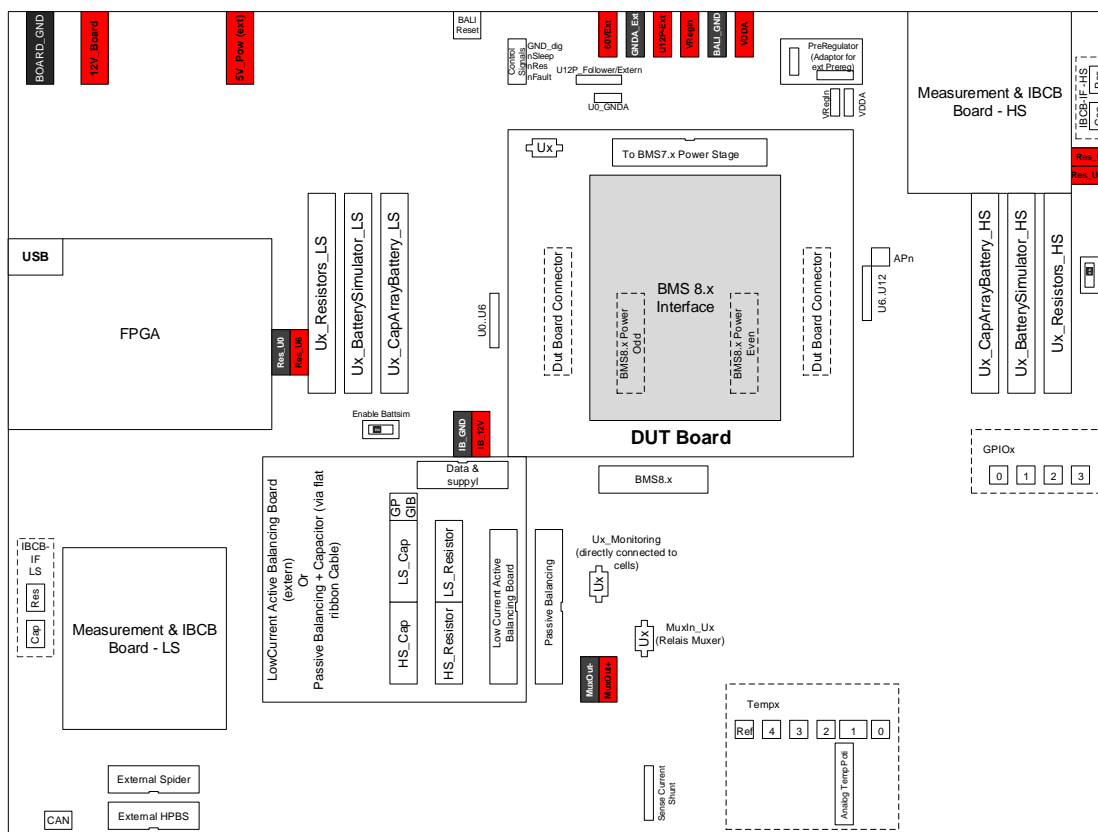 BOARD_GND
12V_Board
5V_Pow (ext)
BALI
Reset
Control
Signals
GND_dig
nSleep
nRes
nFault
60VExt
GNDA_Ext
U12P-Ext
VRegin
BALI_GND
VDDA
U12P_Follower/Extern
U0_GNDA
PreRegulator
(Adaptor for
ext Prereg)
VRegIn
VDDA
Measurement & IBCB
Board - HS
IBCB-IF -HS
Res
Res_U
Ux
To BMS7.x Power Stage
USB
FPGA
Res_U0
Res_U6
Ux_Resistors_LS
Ux_BatterySimulator_LS
Ux_CapArrayBattery_LS
U0..U6
Dut Board Connector
BMS 8.x
Interface
BMS8.x Power
Odd
BMS8.x Power
Even
Dut Board Connector
APn
U6..U12
Ux_CapArrayBattery_HS
Ux_BatterySimulator_HS
Ux_Resistors_HS
Enable Battsim
IB_GND
IB_12V
DUT Board
Data &
suppyl
BMS8.x
GPIOx
0 1 2 3
LowCurrent Active Balancing Board
(extern)
Or
Passive Balancing + Capacitor (via flat
ribbon Cable)
GP
GIB
LS_Cap
HS_Cap
LS_Resistor
HS_Resistor
Low Current Active
Balancing Board
Passive Balancing
Ux_Monitoring
(directly connected to
cells)
Ux
MuxIn_Ux
(Relais Muxer)
Ux
MuxOut-
MuxOut+
IBCB-
IF
LS
Res
Cap
Measurement & IBCB
Board - LS
Tempx
Ref 4 3 2 1 0
Analog TempPoti
Sense Current
Shunt
External Spider
External HPBS
CAN